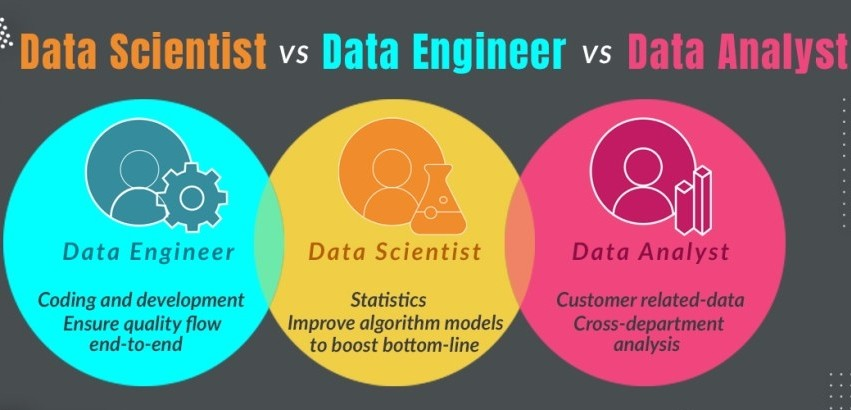 Data Scientist vs Data Engineer vs Data Analyst
Data Engineer
Coding and development
Ensure quality flow
end-to-end
Data Scientist
Statistics
Improve algorithm models
to boost bottom-line
Data Analyst
Customer related-data
Cross-department
analysis